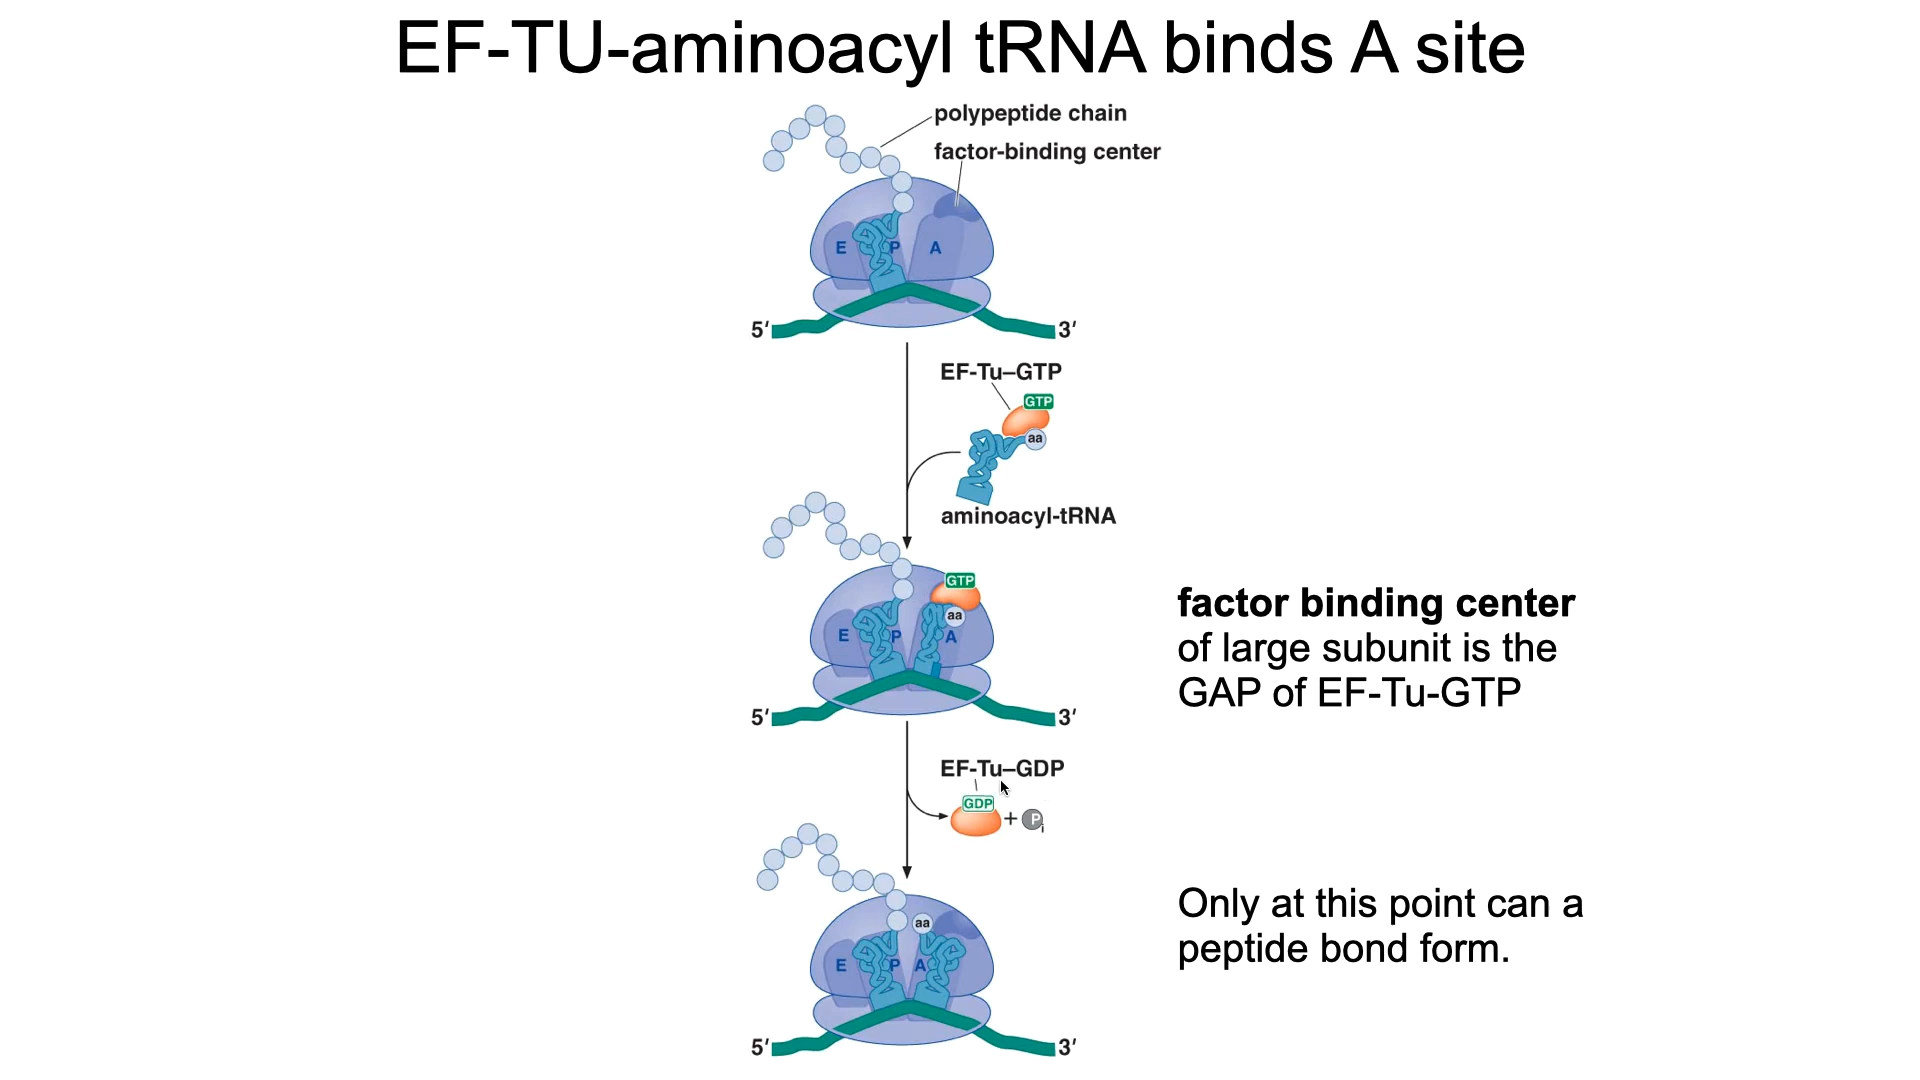 EF-TU-aminoacyl tRNA binds A site
polypeptide chain
factor-binding center
E P A
5′ 3′
EF-Tu–GTP
GTP
aa
aminoacyl-tRNA
GTP
aa
E P A
5′ 3′
factor binding center
of large subunit is the
GAP of EF-Tu-GTP
EF-Tu–GDP
GDP
+ Pi
aa
E P A
5′ 3′
Only at this point can a
peptide bond form.